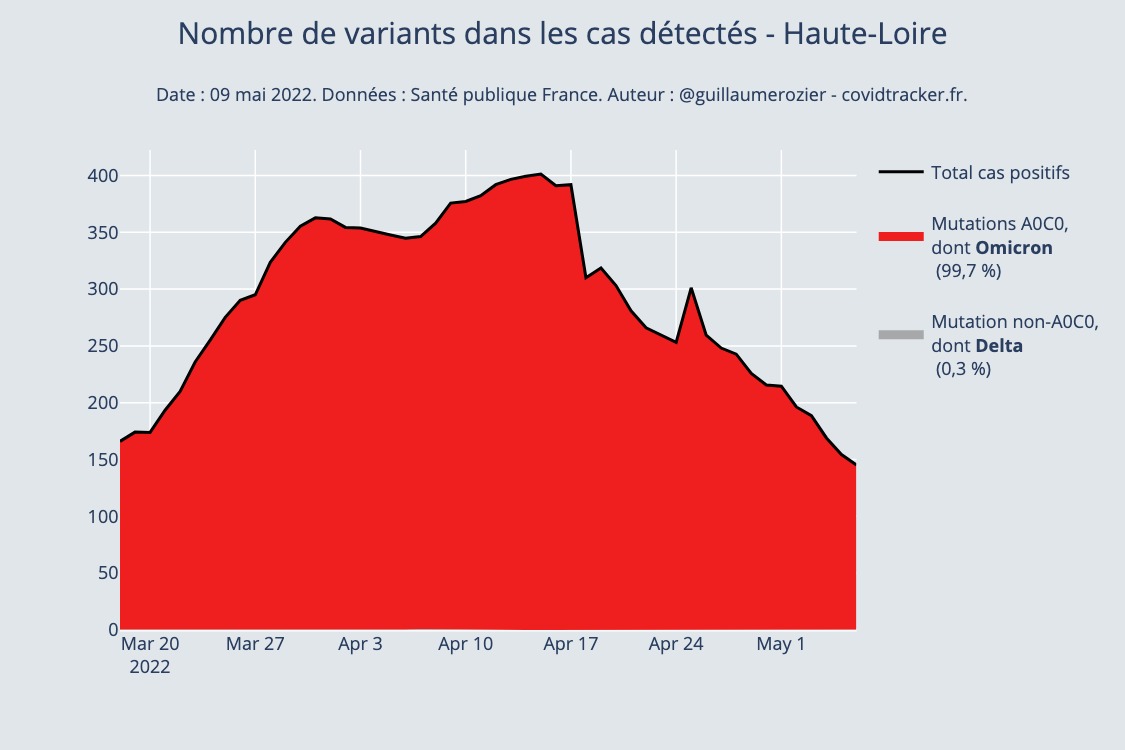 Nombre de variants dans les cas détectés - Haute-Loire
Date : 09 mai 2022. Données : Santé publique France. Auteur : @guillaumerozier - covidtracker.fr.
400
350
300
250
200
150
100
50
0
Mar 20
2022
Mar 27
Apr 3
Apr 10
Apr 17
Apr 24
May 1
Total cas positifs
Mutations A0C0,
dont Omicron
(99,7 %)
Mutation non-A0C0,
dont Delta
(0,3 %)